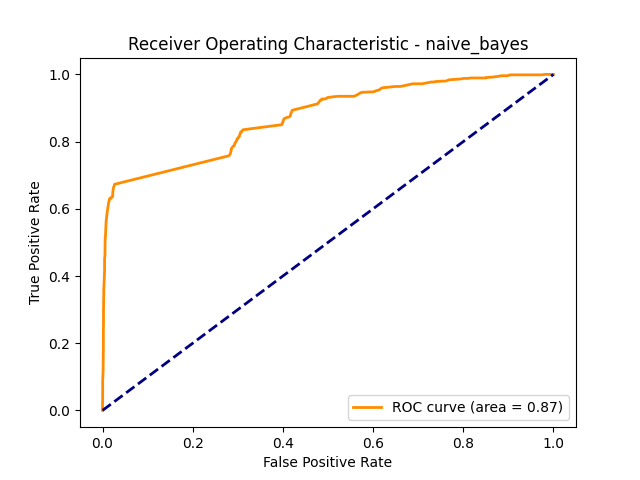 Receiver Operating Characteristic - naive_bayes
1.0
0.8
0.6
0.4
0.2
0.0
True Positive Rate
ROC curve (area = 0.87)
0.0 0.2 0.4 0.6 0.8 1.0
False Positive Rate